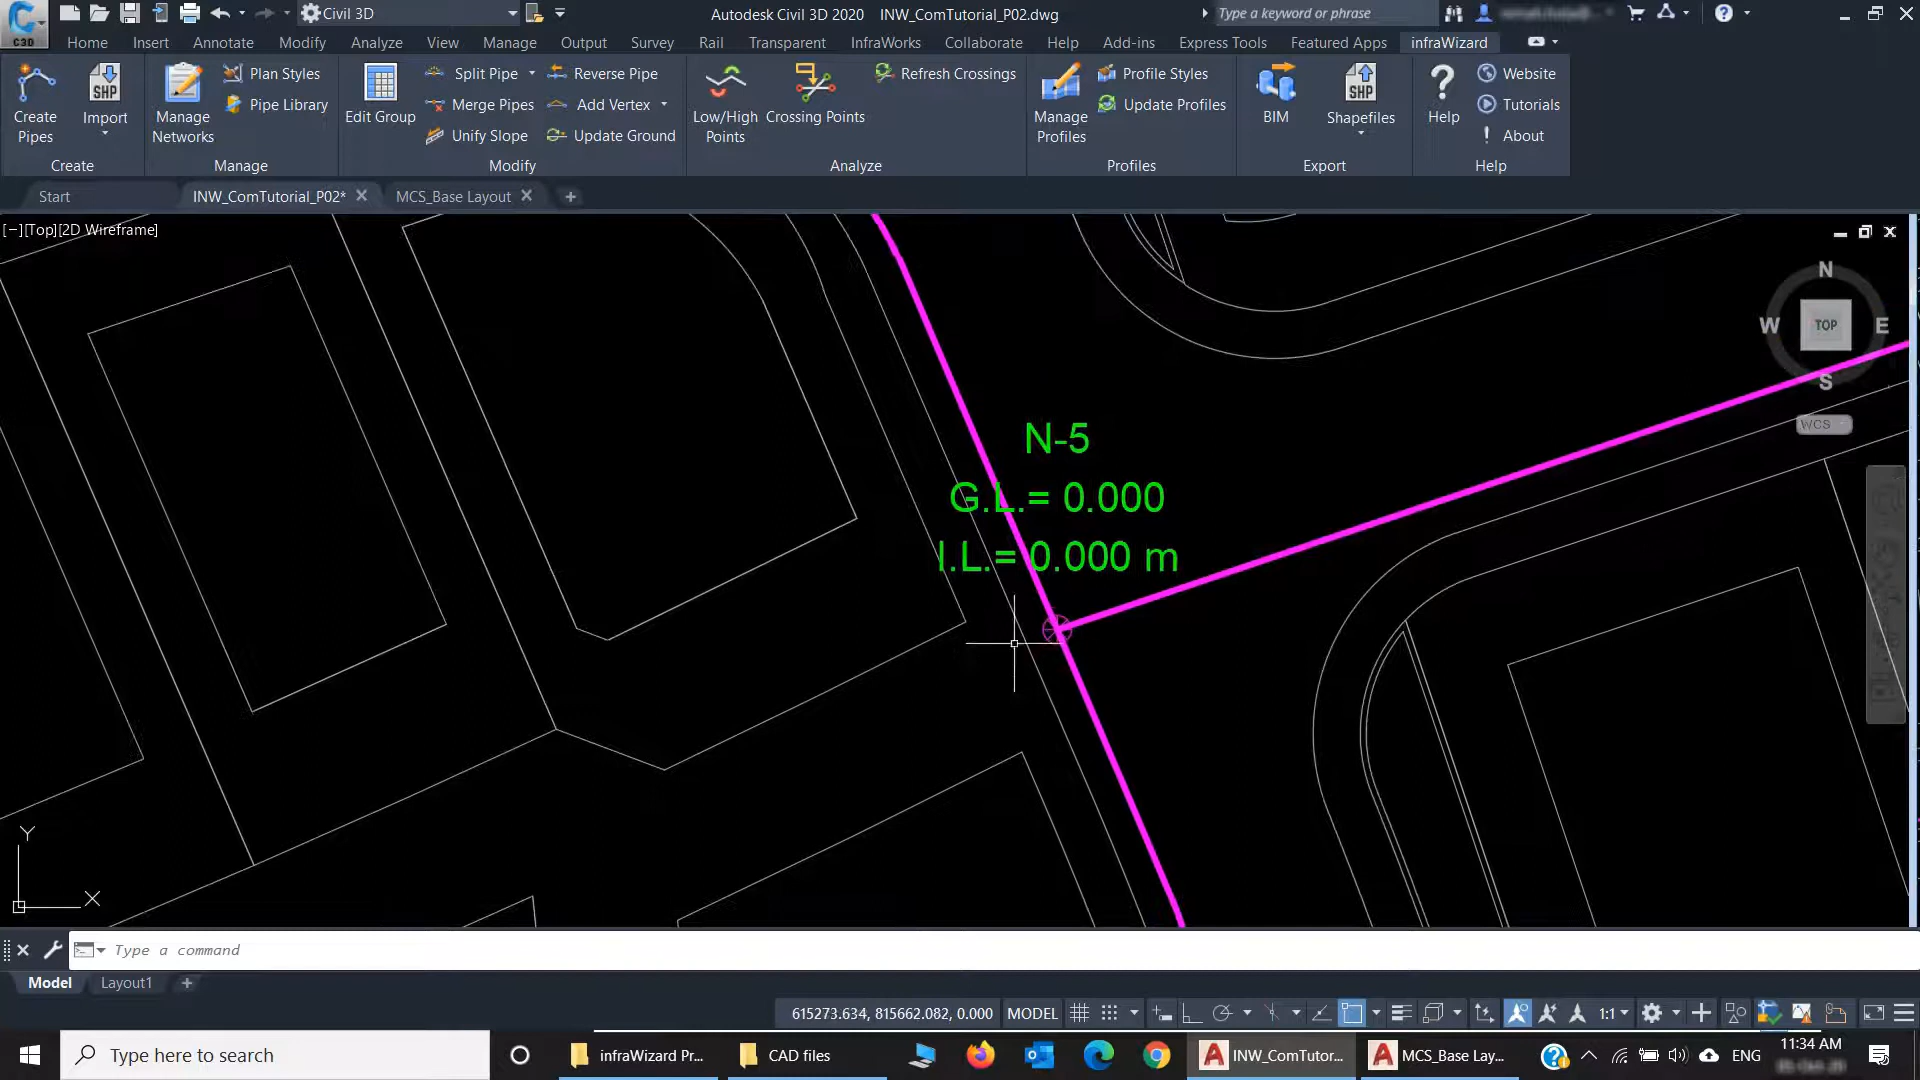 C3D
Civil 3D
Autodesk Civil 3D 2020 INW_ComTutorial_P02.dwg
Type a keyword or phrase
Home Insert Annotate Modify Analyze View Manage Output Survey Rail Transparent InfraWorks Collaborate Help Add-ins Express Tools Featured Apps infraWizard
Create Pipes
SHP Import
Manage Networks
Plan Styles
Pipe Library
Edit Group
Split Pipe
Merge Pipes
Unify Slope
Reverse Pipe
Add Vertex
Update Ground
Low/High Points
Crossing Points
Refresh Crossings
Manage Profiles
Profile Styles
Update Profiles
BIM
SHP Shapefiles
Help
Website
Tutorials
About
Create Manage Modify Analyze Profiles Export Help
Start INW_ComTutorial_P02* MCS_Base Layout
[−][Top][2D Wireframe]
N
W TOP E
S
WCS
N-5
G.L.= 0.000
I.L.= 0.000 m
Y
X
Type a command
Model Layout1
615273.634, 815662.082, 0.000 MODEL 1:1
Type here to search
infraWizard Pr...
CAD files
INW_ComTutor...
MCS_Base Lay...
ENG
11:34 AM